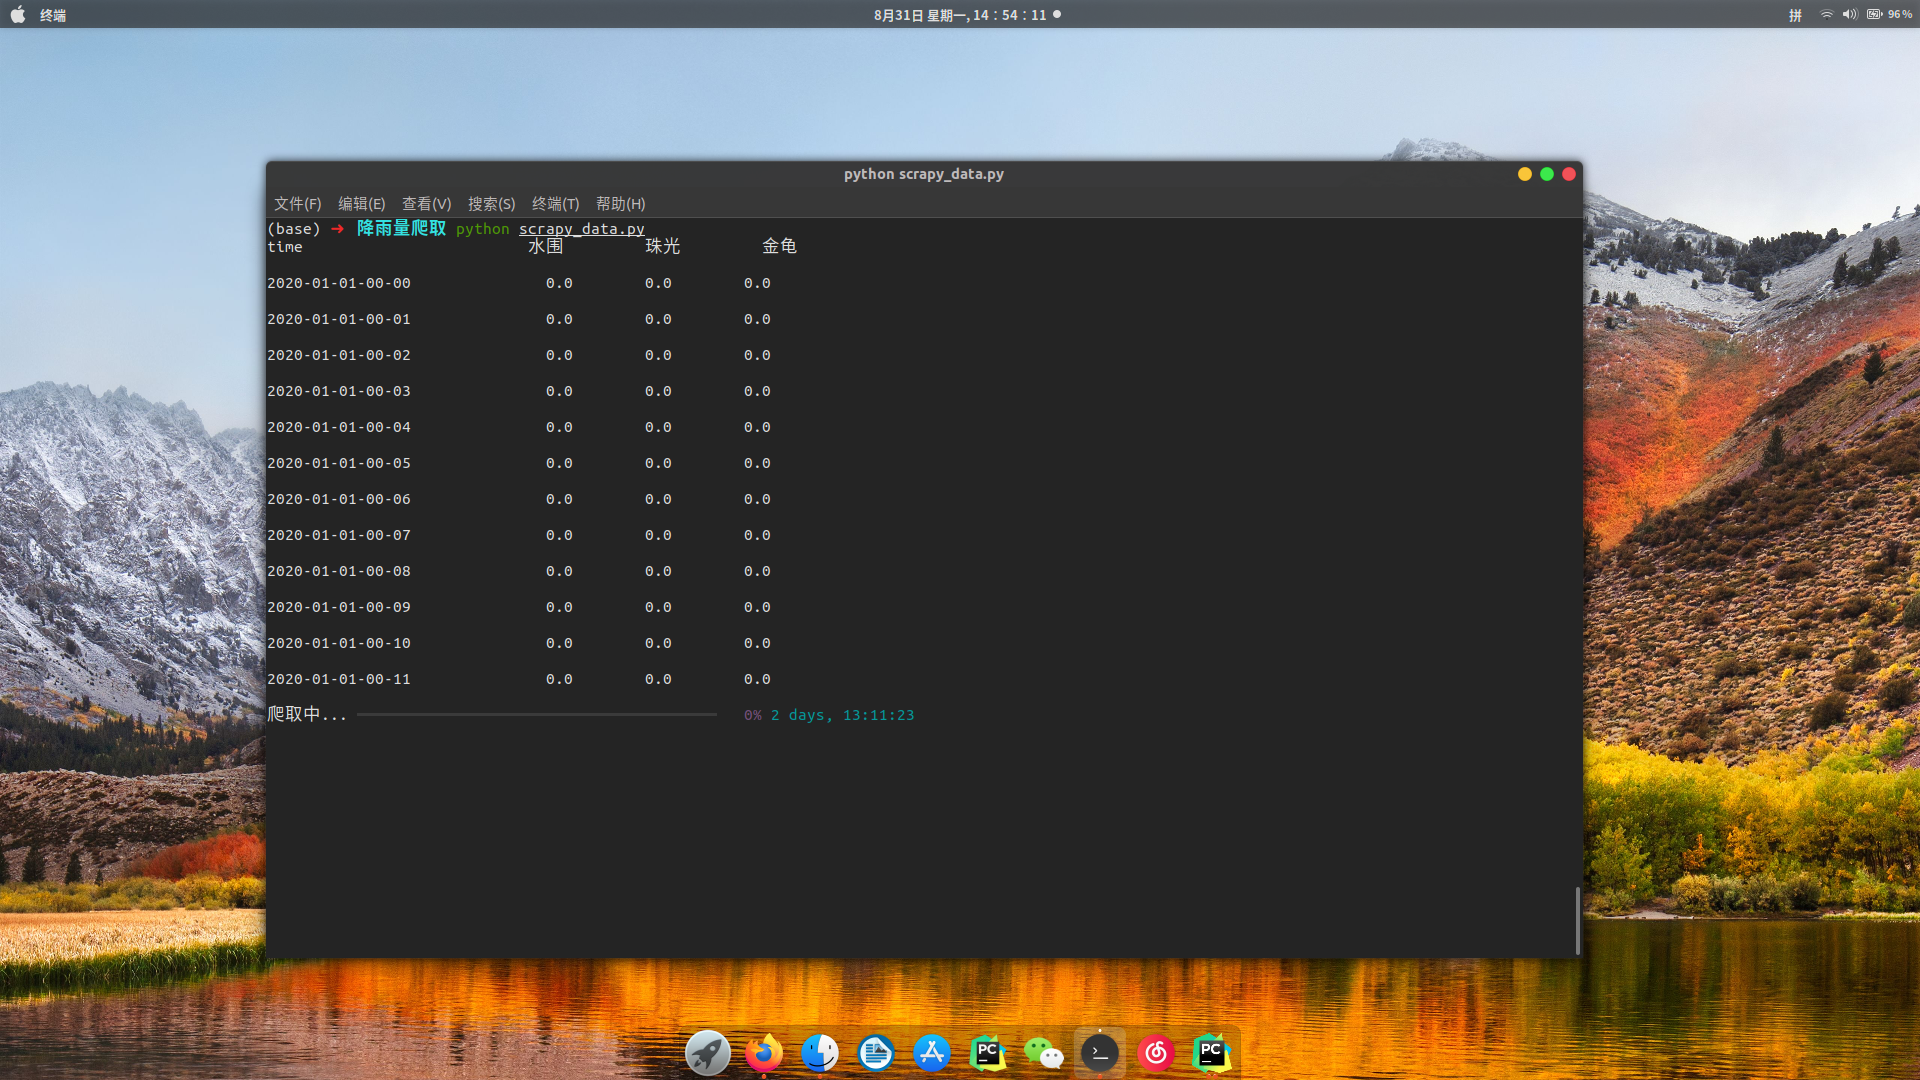 终端 8月31日 星期一, 14：54：11 拼 96%
python scrapy_data.py
文件(F) 编辑(E) 查看(V) 搜索(S) 终端(T) 帮助(H)
(base) ➜ 降雨量爬取 python scrapy_data.py
time 水围 珠光 金龟
2020-01-01-00-00 0.0 0.0 0.0
2020-01-01-00-01 0.0 0.0 0.0
2020-01-01-00-02 0.0 0.0 0.0
2020-01-01-00-03 0.0 0.0 0.0
2020-01-01-00-04 0.0 0.0 0.0
2020-01-01-00-05 0.0 0.0 0.0
2020-01-01-00-06 0.0 0.0 0.0
2020-01-01-00-07 0.0 0.0 0.0
2020-01-01-00-08 0.0 0.0 0.0
2020-01-01-00-09 0.0 0.0 0.0
2020-01-01-00-10 0.0 0.0 0.0
2020-01-01-00-11 0.0 0.0 0.0
爬取中... 0% 2 days, 13:11:23
PC PC